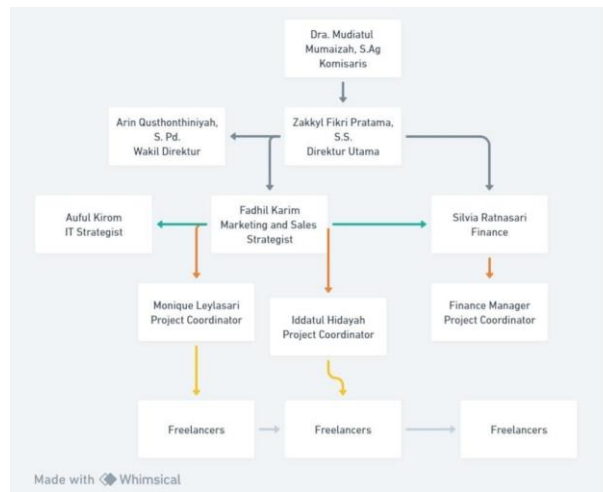 Dra. Mudiatul
Mumaizah, S.Ag
Komisaris
Arin Qusthonthiniyah,
S. Pd.
Wakil Direktur
Zakkyl Fikri Pratama,
S.S.
Direktur Utama
Auful Kirom
IT Strategist
Fadhil Karim
Marketing and Sales
Strategist
Silvia Ratnasari
Finance
Monique Leylasari
Project Coordinator
Iddatul Hidayah
Project Coordinator
Finance Manager
Project Coordinator
Freelancers
Freelancers
Freelancers
Made with Whimsical